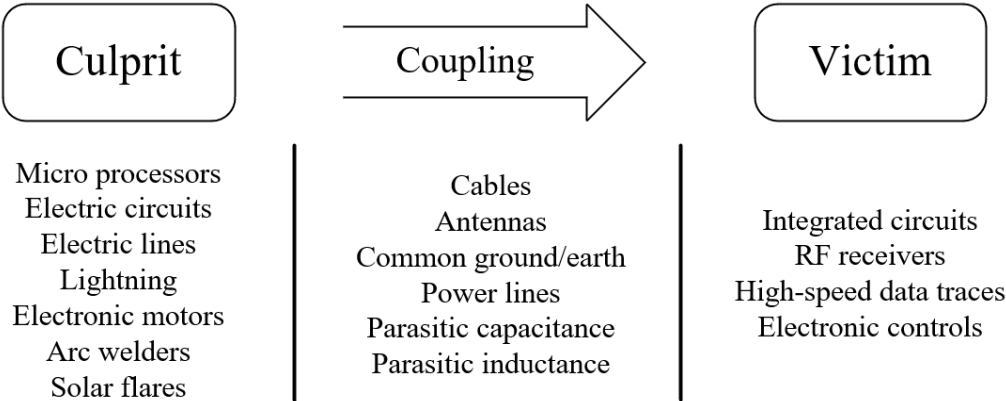 Culprit
Coupling
Victim
Micro processors
Electric circuits
Electric lines
Lightning
Electronic motors
Arc welders
Solar flares
Cables
Antennas
Common ground/earth
Power lines
Parasitic capacitance
Parasitic inductance
Integrated circuits
RF receivers
High-speed data traces
Electronic controls